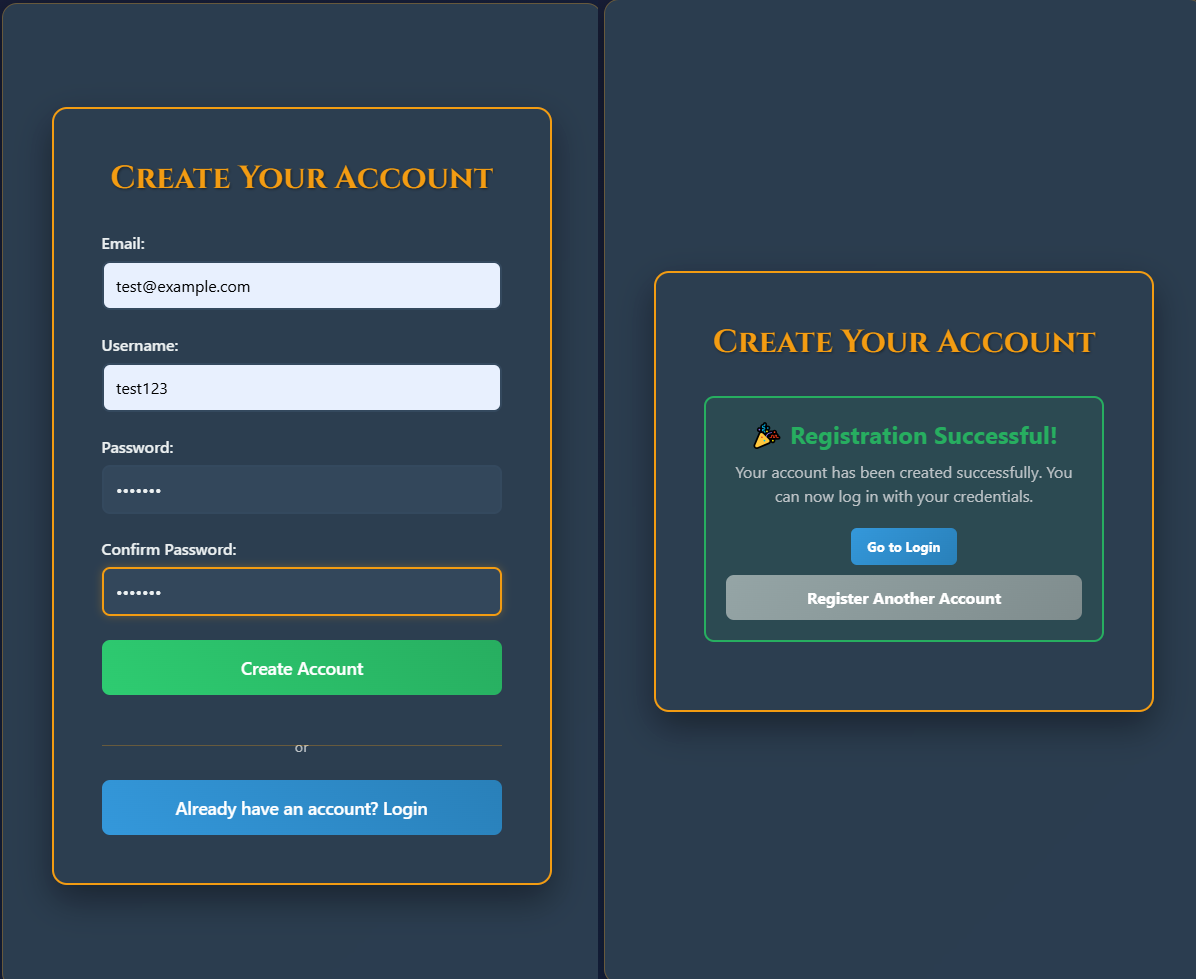 Create Your Account
Email:
test@example.com
Username:
test123
Password:
•••••••
Confirm Password:
•••••••
Create Account
or
Already have an account? Login
Create Your Account
🎉 Registration Successful!
Your account has been created successfully. You
can now log in with your credentials.
Go to Login
Register Another Account